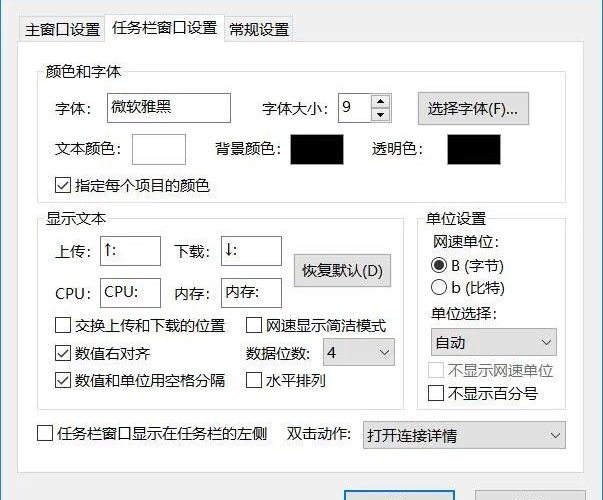 主窗口设置 任务栏窗口设置 常规设置
颜色和字体
字体： 微软雅黑 字体大小： 9 选择字体(F)...
文本颜色： 背景颜色： 透明色：
指定每个项目的颜色
显示文本 单位设置
上传： ↑: 下载： ↓: 恢复默认(D) 网速单位：
B (字节)
CPU： CPU: 内存： 内存: b (比特)
交换上传和下载的位置 网速显示简洁模式 单位选择：
数值右对齐 数据位数： 4 自动
数值和单位用空格分隔 水平排列 不显示网速单位
不显示百分号
任务栏窗口显示在任务栏的左侧 双击动作： 打开连接详情